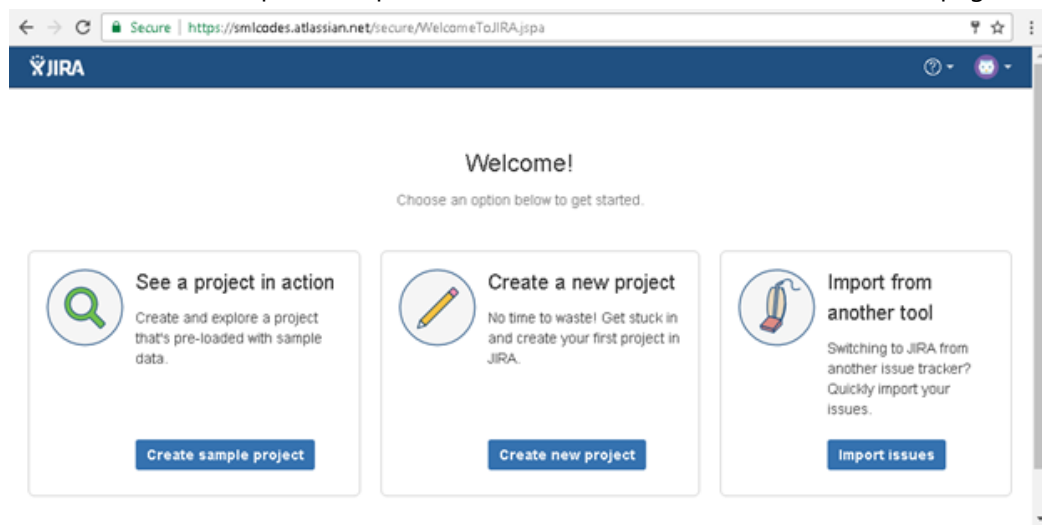 Secure | https://smlcodes.atlassian.net/secure/WelcomeToJIRA.jspa
JIRA
Welcome!
Choose an option below to get started.
See a project in action
Create and explore a project
that's pre-loaded with sample
data.
Create sample project
Create a new project
No time to waste! Get stuck in
and create your first project in
JIRA.
Create new project
Import from
another tool
Switching to JIRA from
another issue tracker?
Quickly import your
issues.
Import issues